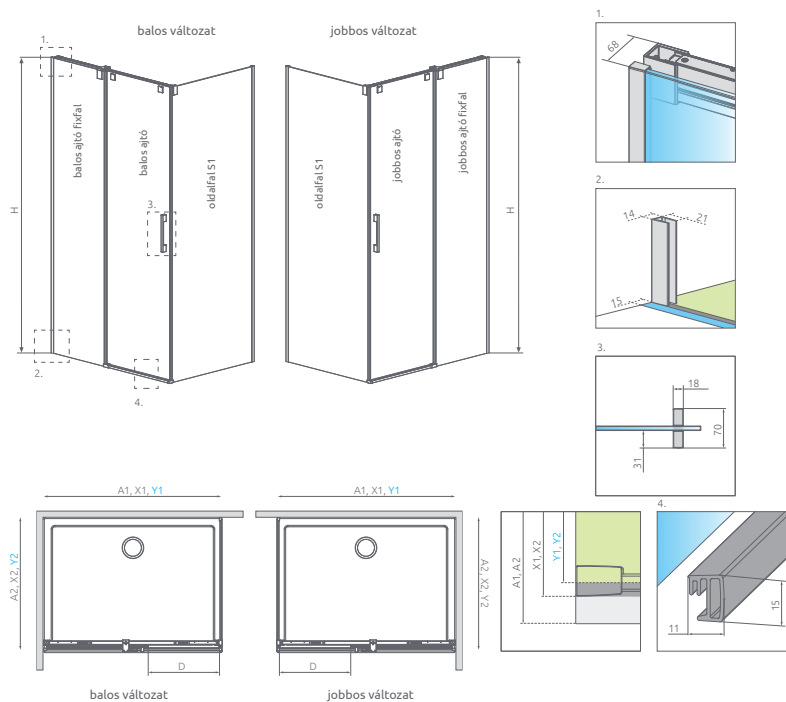 balos változat
jobbos változat
1.
1.
68
H
balos ajtó fixfal
balos ajtó
oldalfal S1
3.
2.
4.
oldalfal S1
jobbos ajtó
jobbos ajtó fixfal
H
2.
14
21
15
3.
18
70
31
A1, X1, Y1
A2, X2, Y2
D
balos változat
A1, X1, Y1
A2, X2, Y2
D
jobbos változat
A1, A2
X1, X2
Y1, Y2
4.
11
15